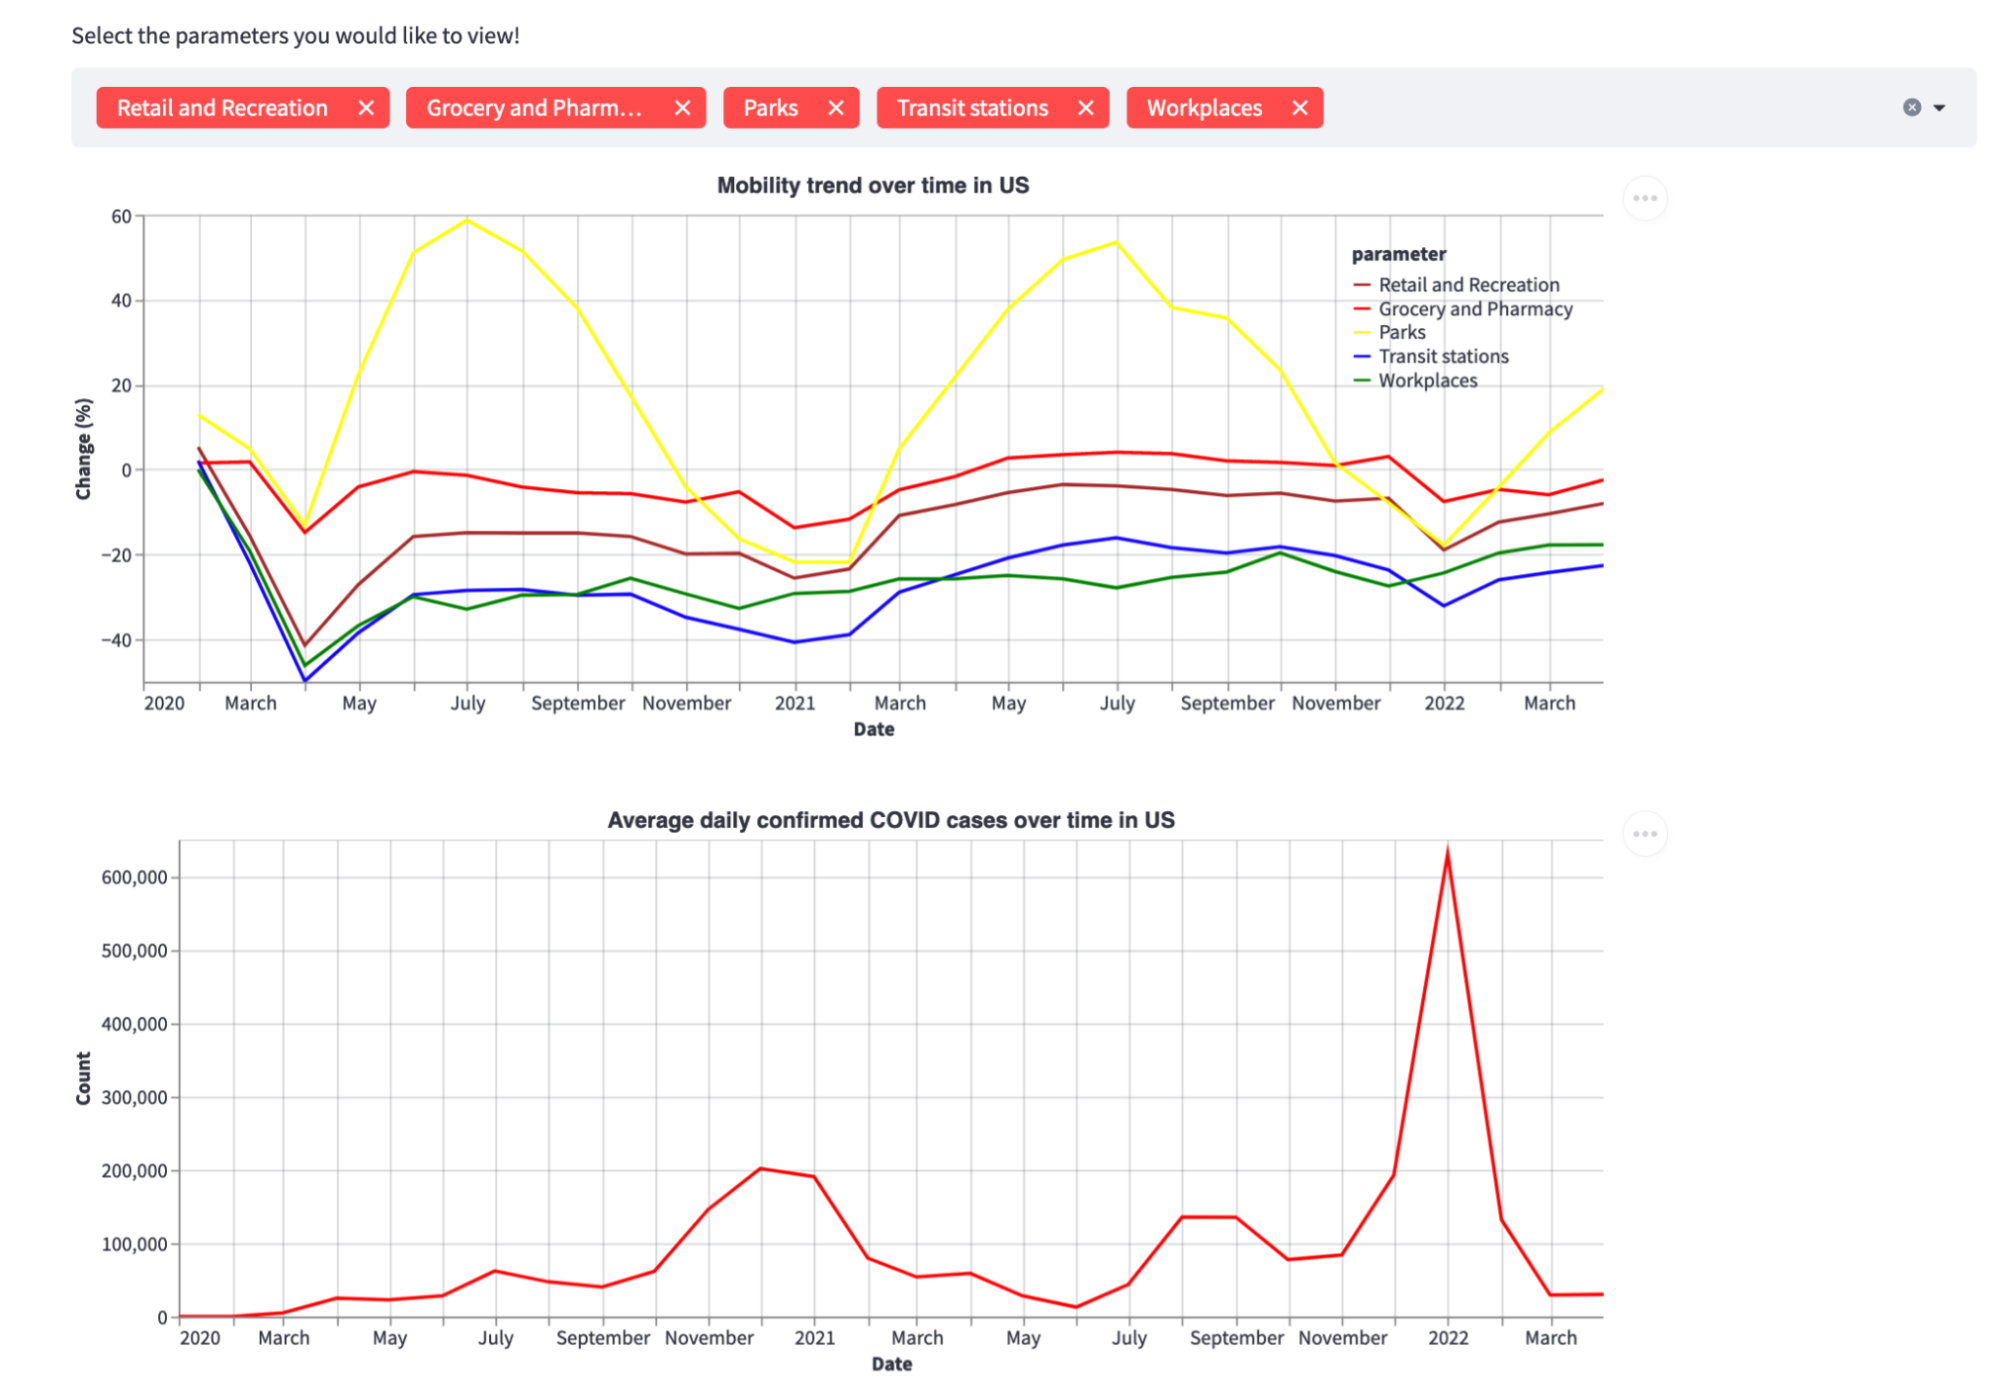 Select the parameters you would like to view!
Retail and Recreation Grocery and Pharm... Parks Transit stations Workplaces
Mobility trend over time in US
60
40
20
0
−20
−40
Change (%)
parameter
Retail and Recreation
Grocery and Pharmacy
Parks
Transit stations
Workplaces
2020 March May July September November 2021 March May July September November 2022 March
Date
Average daily confirmed COVID cases over time in US
600,000
500,000
400,000
300,000
200,000
100,000
0
Count
2020 March May July September November 2021 March May July September November 2022 March
Date